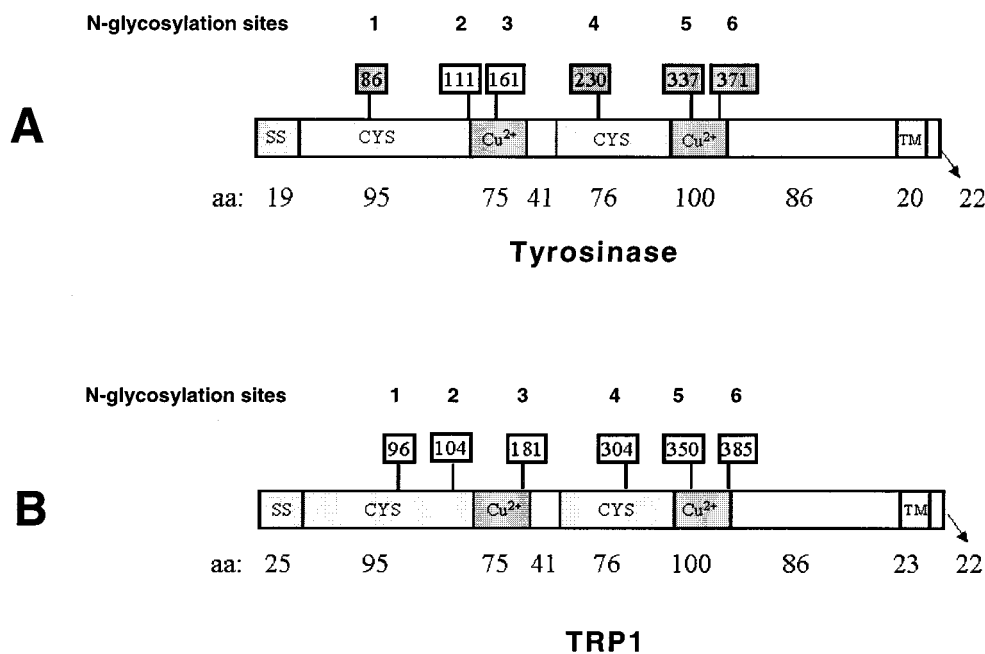 N-glycosylation sites 1 2 3 4 5 6
86 111 161 230 337 371
A
SS CYS Cu²⁺ CYS Cu²⁺ TM
aa: 19 95 75 41 76 100 86 20 22
Tyrosinase
N-glycosylation sites 1 2 3 4 5 6
96 104 181 304 350 385
B
SS CYS Cu²⁺ CYS Cu²⁺ TM
aa: 25 95 75 41 76 100 86 23 22
TRP1